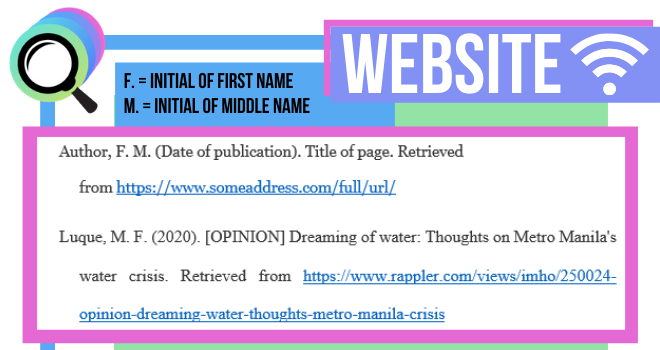 WEBSITE
F. = INITIAL OF FIRST NAME
M. = INITIAL OF MIDDLE NAME
Author, F. M. (Date of publication). Title of page. Retrieved
from https://www.someaddress.com/full/url/
Luque, M. F. (2020). [OPINION] Dreaming of water: Thoughts on Metro Manila's
water crisis. Retrieved from https://www.rappler.com/views/imho/250024-
opinion-dreaming-water-thoughts-metro-manila-crisis